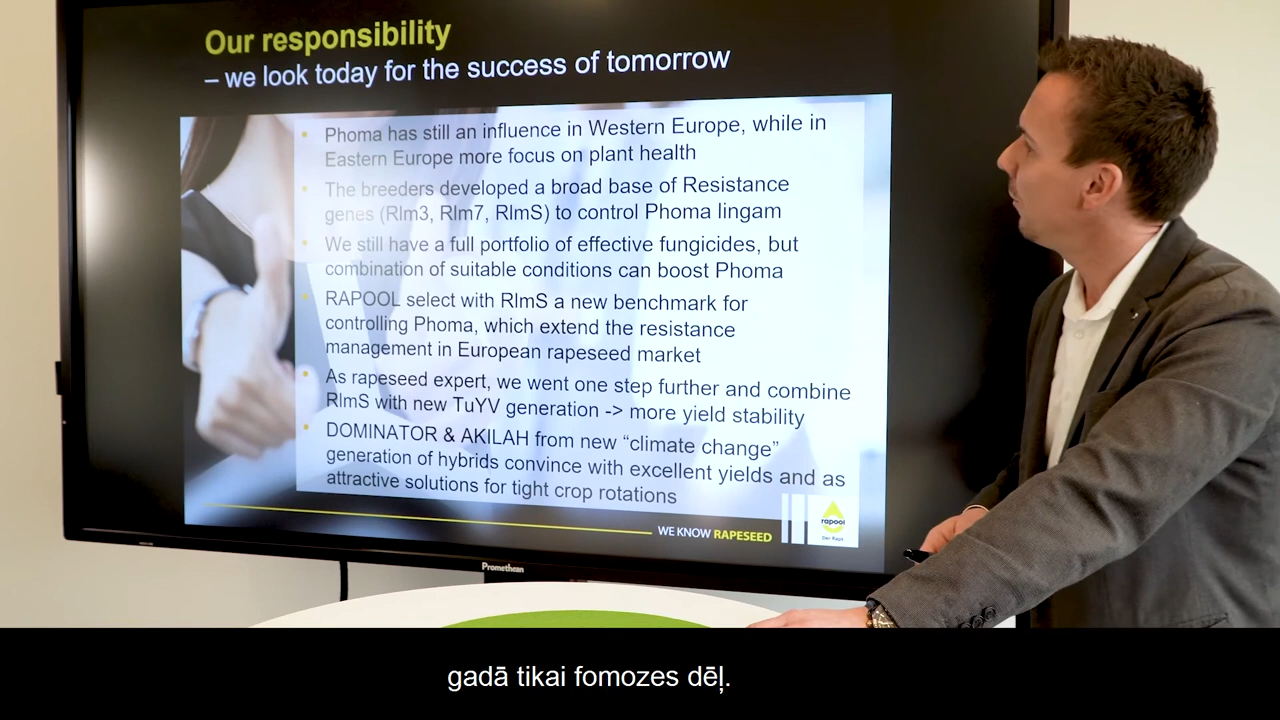 Our responsibility
– we look today for the success of tomorrow
Phoma has still an influence in Western Europe, while in
Eastern Europe more focus on plant health
The breeders developed a broad base of Resistance
genes (Rlm3, Rlm7, RlmS) to control Phoma lingam
We still have a full portfolio of effective fungicides, but
combination of suitable conditions can boost Phoma
RAPOOL select with RlmS a new benchmark for
controlling Phoma, which extend the resistance
management in European rapeseed market
As rapeseed expert, we went one step further and combine
RlmS with new TuYV generation -> more yield stability
DOMINATOR & AKILAH from new “climate change”
generation of hybrids convince with excellent yields and as
attractive solutions for tight crop rotations
WE KNOW RAPESEED
rapool
Der Raps
Promethean
gadā tikai fomozes dēļ.